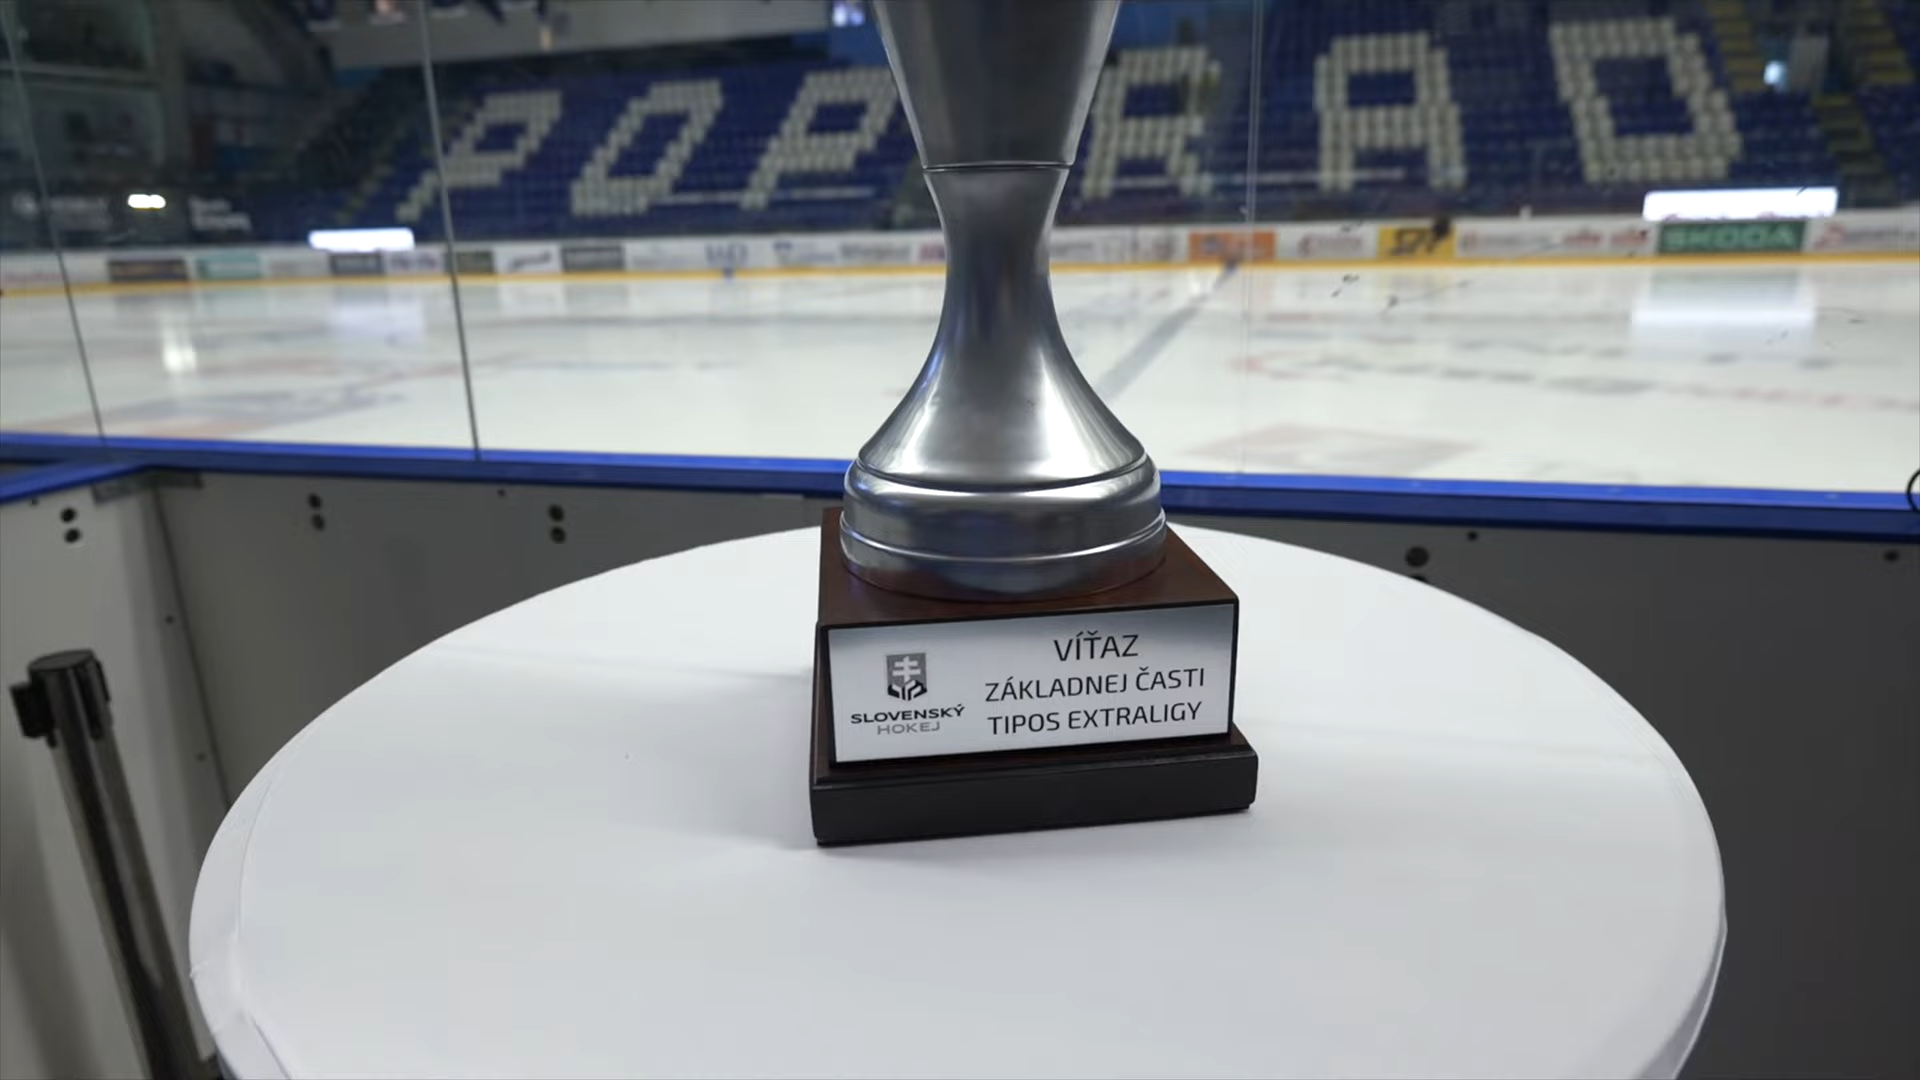 POPRAD
ŠKODA
VÍŤAZ
ZÁKLADNEJ ČASTI
TIPOS EXTRALIGY
SLOVENSKÝ
HOKEJ